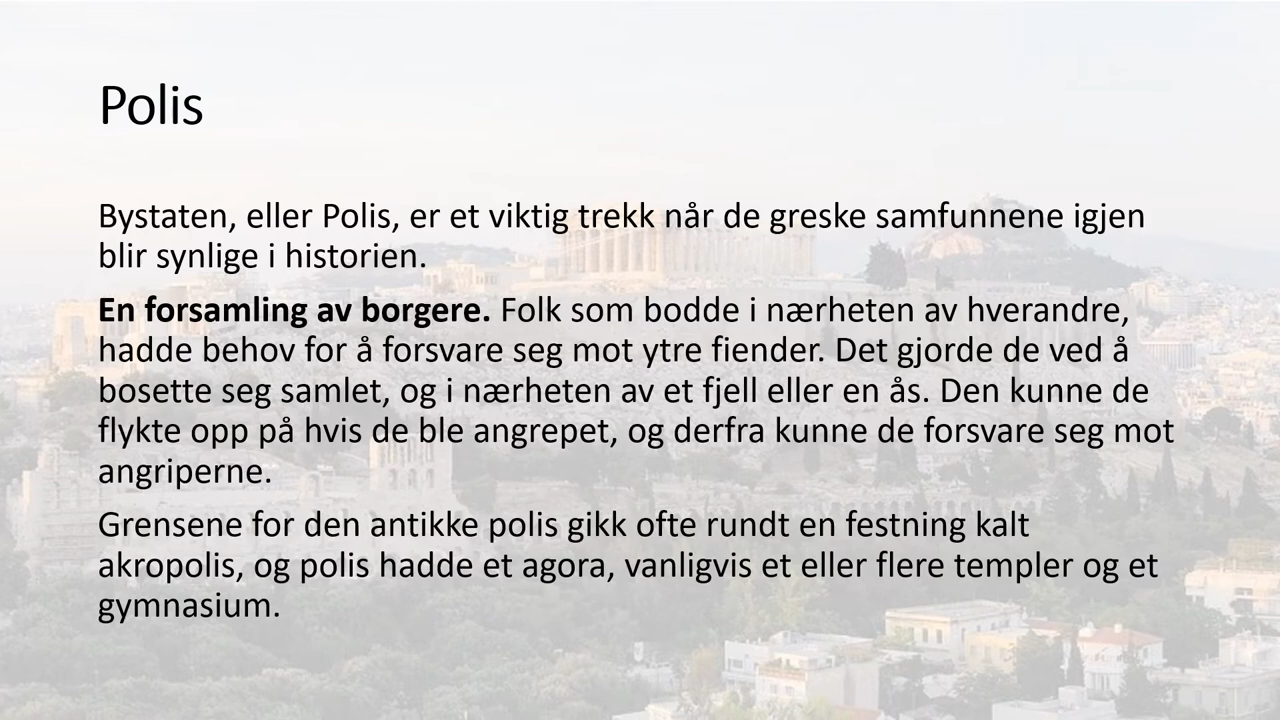 Polis
Bystaten, eller Polis, er et viktig trekk når de greske samfunnene igjen
blir synlige i historien.
En forsamling av borgere. Folk som bodde i nærheten av hverandre,
hadde behov for å forsvare seg mot ytre fiender. Det gjorde de ved å
bosette seg samlet, og i nærheten av et fjell eller en ås. Den kunne de
flykte opp på hvis de ble angrepet, og derfra kunne de forsvare seg mot
angriperne.
Grensene for den antikke polis gikk ofte rundt en festning kalt
akropolis, og polis hadde et agora, vanligvis et eller flere templer og et
gymnasium.